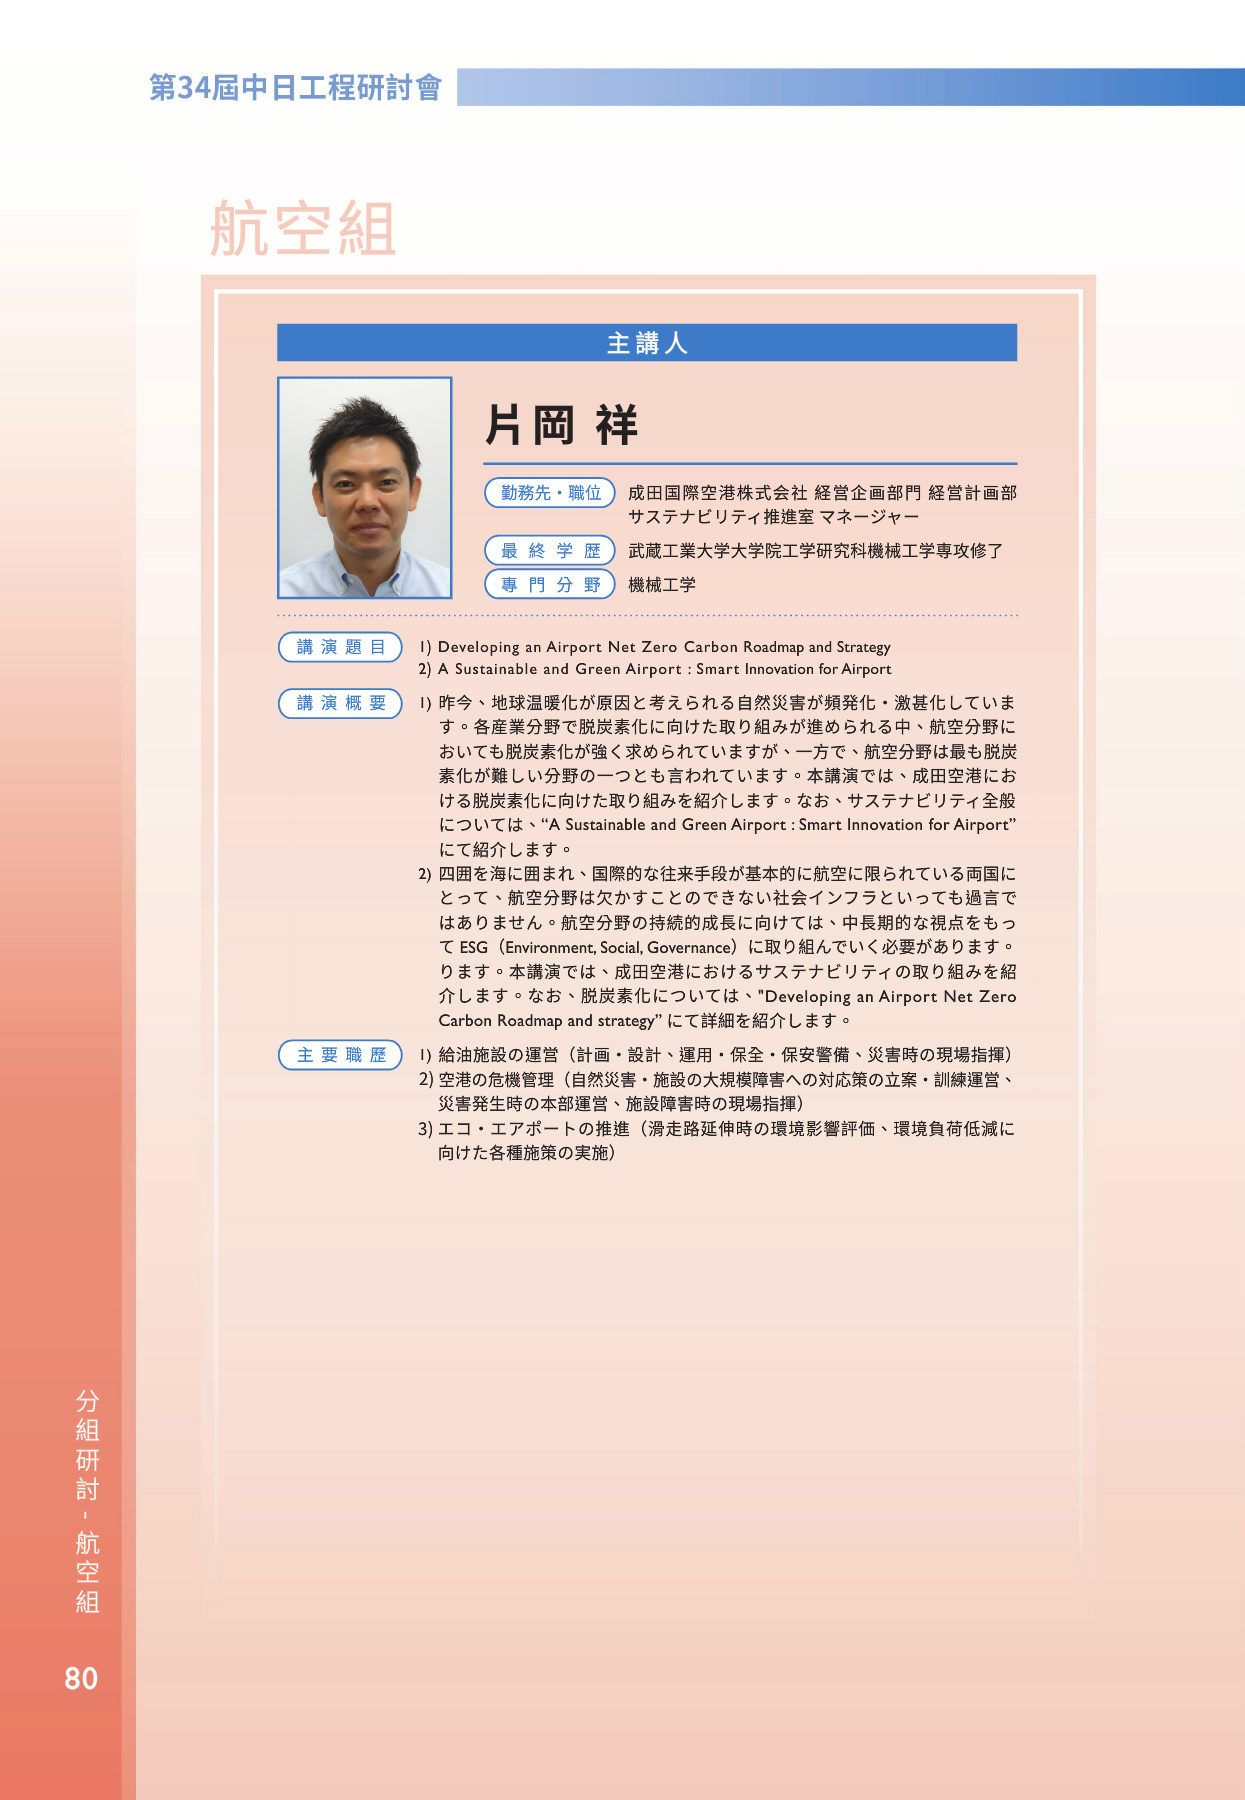 第34屆中日工程研討會
航空組
主講人
片岡 祥
勤務先・職位
成田国際空港株式会社 経営企画部門 経営計画部
サステナビリティ推進室 マネージャー
最終学歴
武蔵工業大学大学院工学研究科機械工学専攻修了
專門分野
機械工学
講演題目
1) Developing an Airport Net Zero Carbon Roadmap and Strategy
2) A Sustainable and Green Airport : Smart Innovation for Airport
講演概要
1) 昨今、地球温暖化が原因と考えられる自然災害が頻発化・激甚化していま
す。各産業分野で脱炭素化に向けた取り組みが進められる中、航空分野に
おいても脱炭素化が強く求められていますが、一方で、航空分野は最も脱炭
素化が難しい分野の一つとも言われています。本講演では、成田空港にお
ける脱炭素化に向けた取り組みを紹介します。なお、サステナビリティ全般
については、“A Sustainable and Green Airport : Smart Innovation for Airport”
にて紹介します。
2) 四囲を海に囲まれ、国際的な往来手段が基本的に航空に限られている両国に
とって、航空分野は欠かすことのできない社会インフラといっても過言で
はありません。航空分野の持続的成長に向けては、中長期的な視点をもっ
て ESG（Environment, Social, Governance）に取り組んでいく必要があります。
ります。本講演では、成田空港におけるサステナビリティの取り組みを紹
介します。なお、脱炭素化については、"Developing an Airport Net Zero
Carbon Roadmap and strategy” にて詳細を紹介します。
主要職歷
1) 給油施設の運営（計画・設計、運用・保全・保安警備、災害時の現場指揮）
2) 空港の危機管理（自然災害・施設の大規模障害への対応策の立案・訓練運営、
災害発生時の本部運営、施設障害時の現場指揮）
3) エコ・エアポートの推進（滑走路延伸時の環境影響評価、環境負荷低減に
向けた各種施策の実施）
分組研討-航空組
80